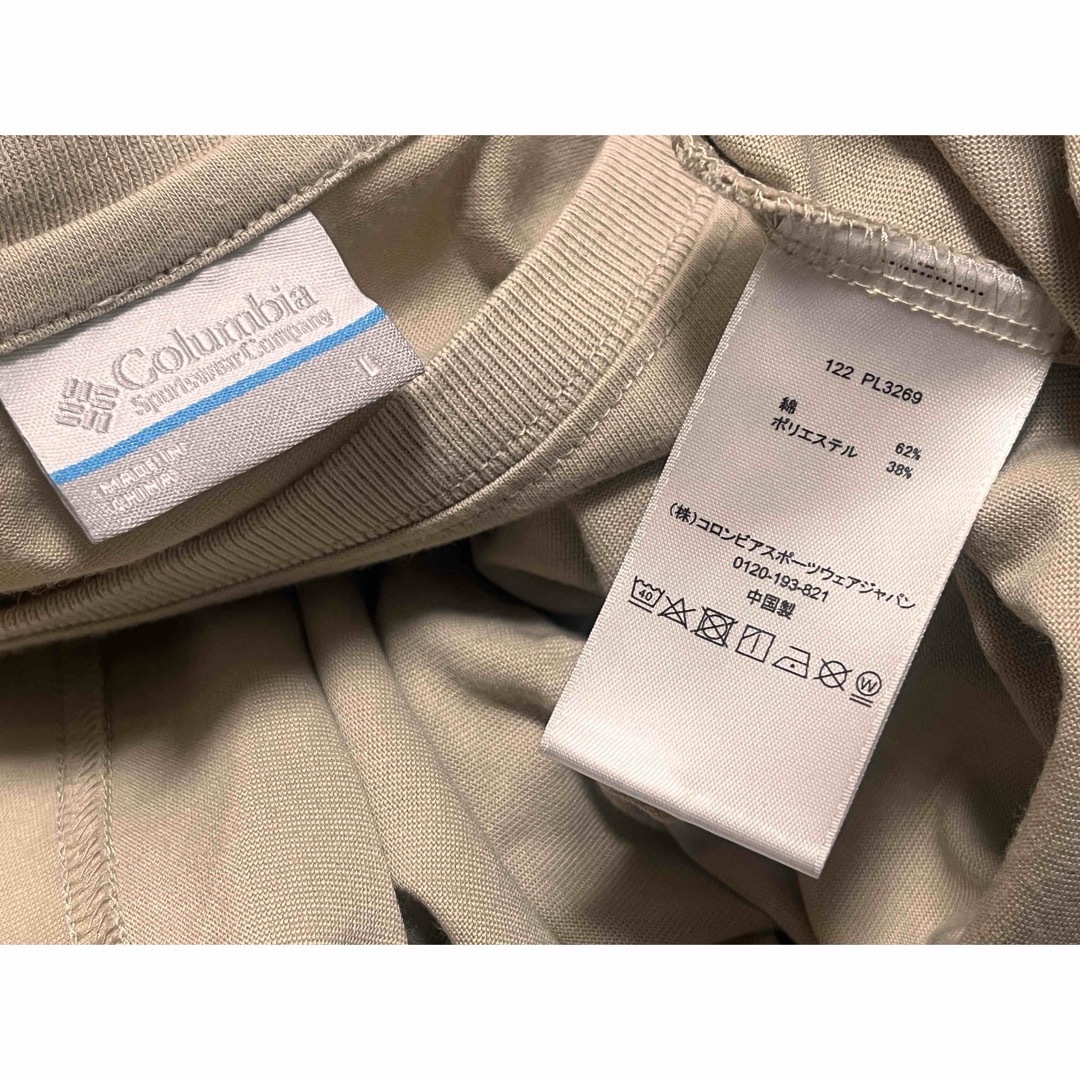 Columbia
Sportswear Company
L
MADE IN
CHINA
122 PL3269
綿 62%
ポリエステル 38%
(株)コロンビアスポーツウェアジャパン
0120-193-821
中国製
40
W